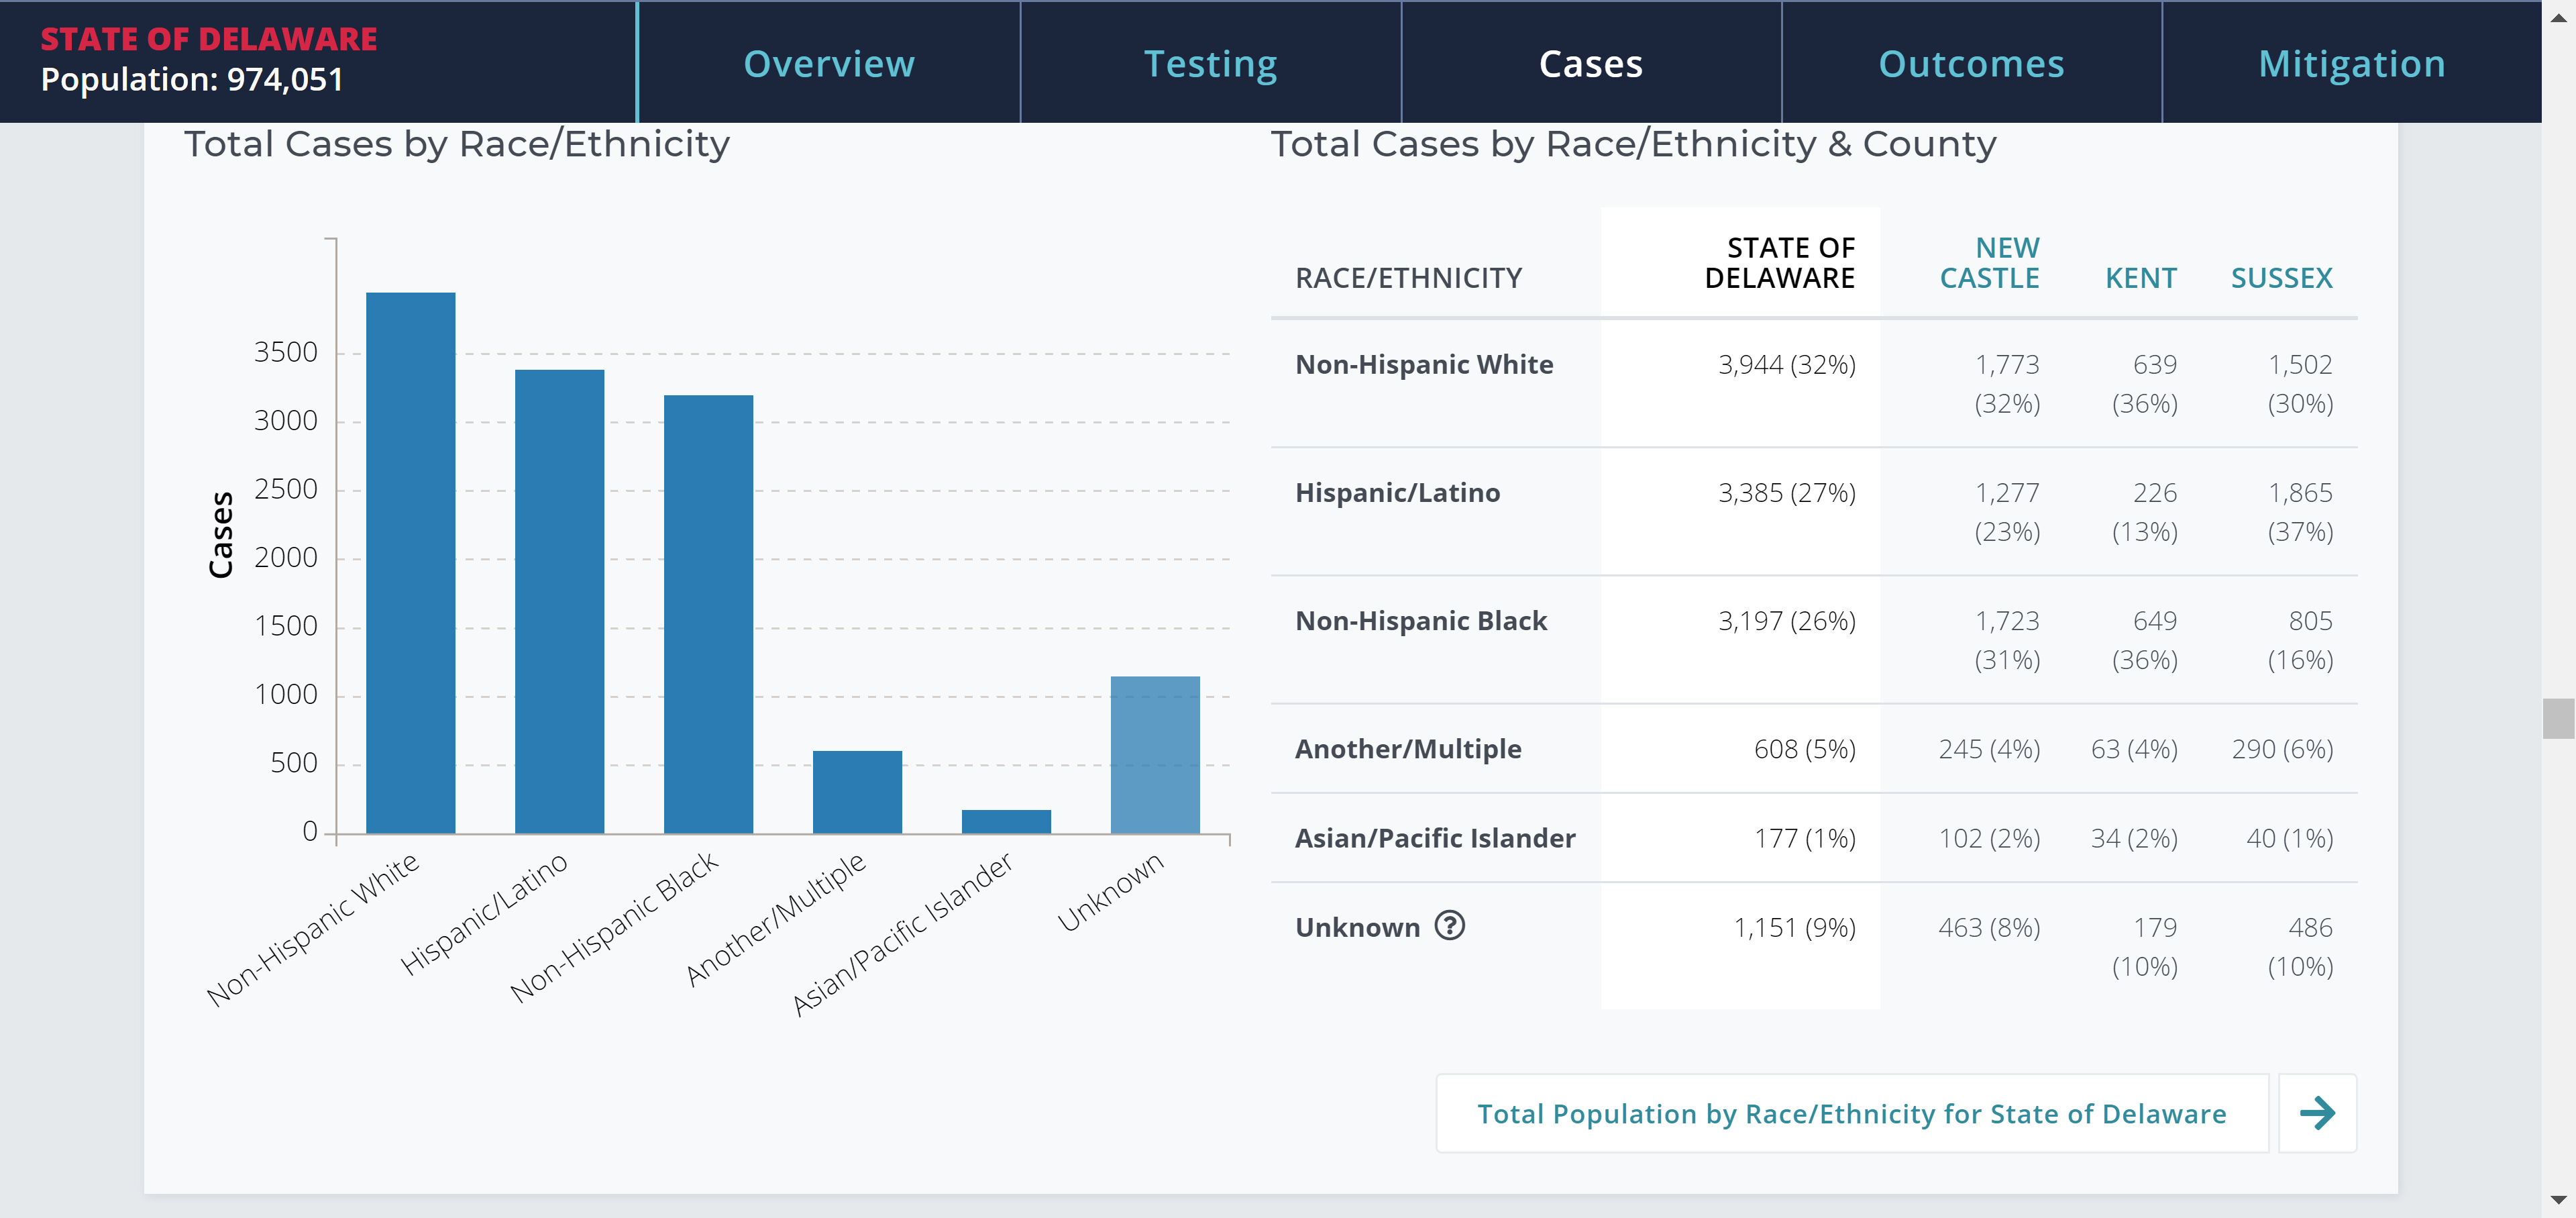 STATE OF DELAWARE
Population: 974,051
Overview
Testing
Cases
Outcomes
Mitigation
Total Cases by Race/Ethnicity
Cases
3500
3000
2500
2000
1500
1000
500
0
Non-Hispanic White
Hispanic/Latino
Non-Hispanic Black
Another/Multiple
Asian/Pacific Islander
Unknown
Total Cases by Race/Ethnicity & County
RACE/ETHNICITY
STATE OF
DELAWARE
NEW
CASTLE
KENT
SUSSEX
Non-Hispanic White 3,944 (32%) 1,773 639 1,502
(32%) (36%) (30%)
Hispanic/Latino 3,385 (27%) 1,277 226 1,865
(23%) (13%) (37%)
Non-Hispanic Black 3,197 (26%) 1,723 649 805
(31%) (36%) (16%)
Another/Multiple 608 (5%) 245 (4%) 63 (4%) 290 (6%)
Asian/Pacific Islander 177 (1%) 102 (2%) 34 (2%) 40 (1%)
Unknown ? 1,151 (9%) 463 (8%) 179 486
(10%) (10%)
Total Population by Race/Ethnicity for State of Delaware